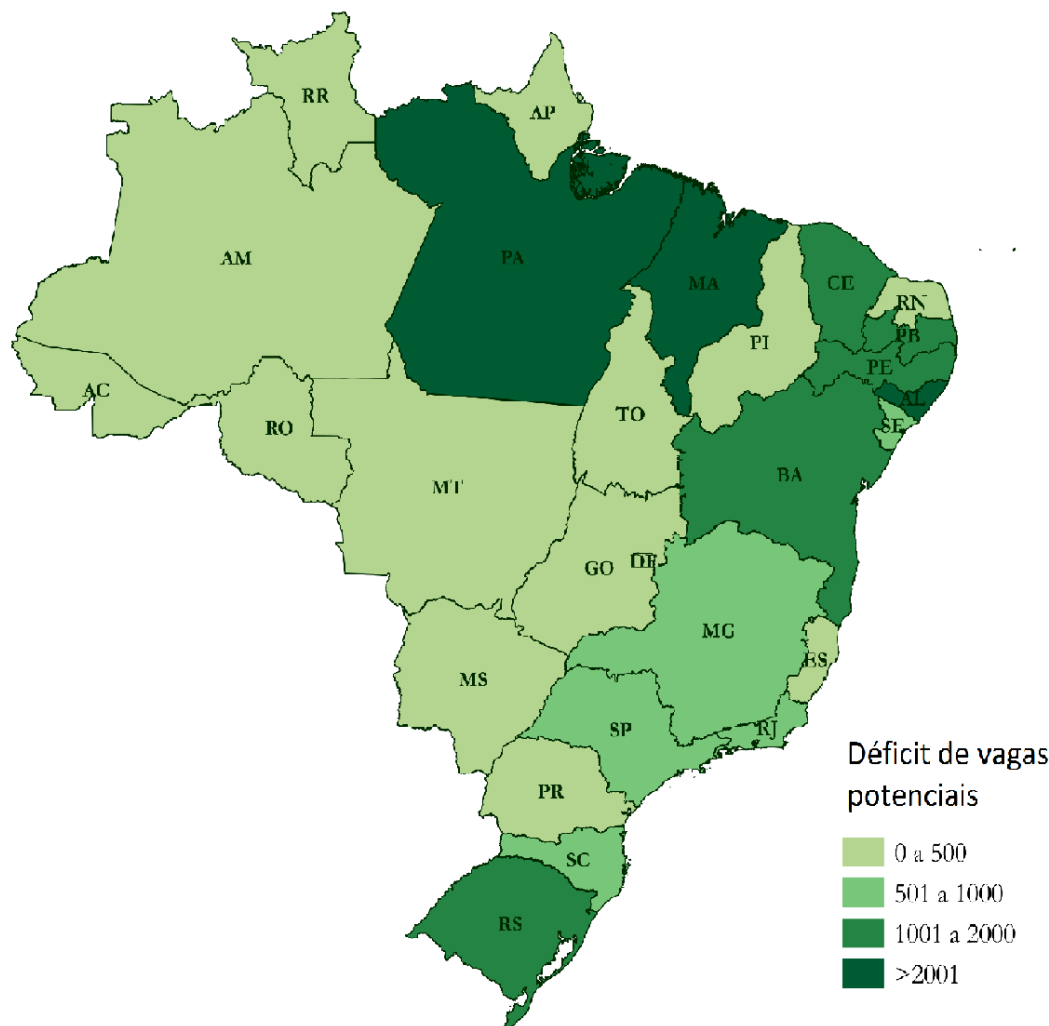 RR
AP
AM
PA
MA
CE
RN
PB
PI
PE
AC
AL
TO
SE
RO
BA
MT
GO
DF
MG
ES
MS
SP
RJ
PR
SC
RS
Déficit de vagas
potenciais
0 a 500
501 a 1000
1001 a 2000
>2001